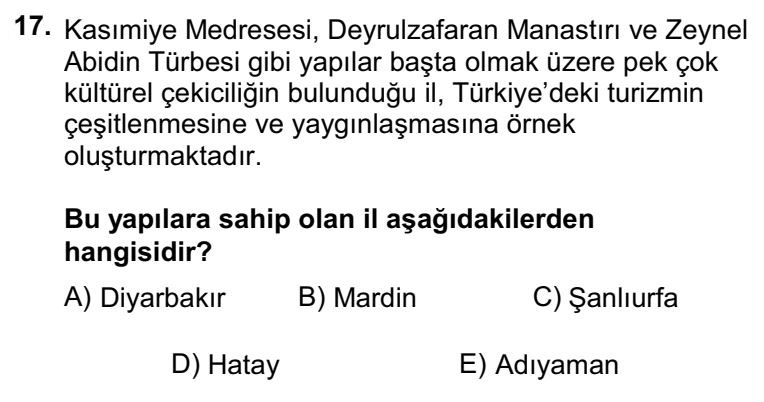 17. Kasımiye Medresesi, Deyrulzafaran Manastırı ve Zeynel
Abidin Türbesi gibi yapılar başta olmak üzere pek çok
kültürel çekiciliğin bulunduğu il, Türkiye’deki turizmin
çeşitlenmesine ve yaygınlaşmasına örnek
oluşturmaktadır.
Bu yapılara sahip olan il aşağıdakilerden
hangisidir?
A) Diyarbakır B) Mardin C) Şanlıurfa
D) Hatay E) Adıyaman